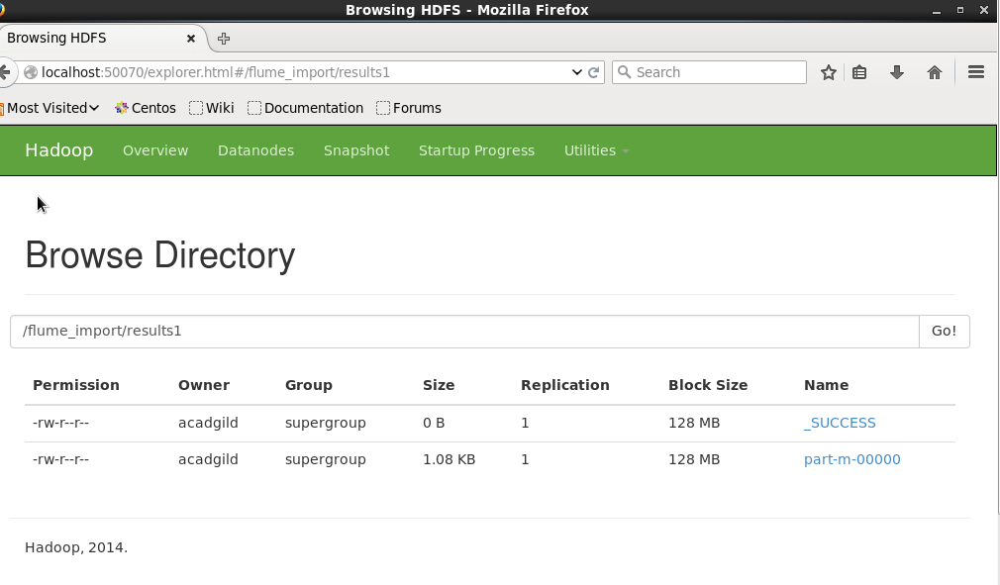 Browsing HDFS - Mozilla Firefox
Browsing HDFS
localhost:50070/explorer.html#/flume_import/results1 Search
Most Visited Centos Wiki Documentation Forums
Hadoop Overview Datanodes Snapshot Startup Progress Utilities
Browse Directory
/flume_import/results1 Go!
Permission Owner Group Size Replication Block Size Name
-rw-r--r-- acadgild supergroup 0 B 1 128 MB _SUCCESS
-rw-r--r-- acadgild supergroup 1.08 KB 1 128 MB part-m-00000
Hadoop, 2014.